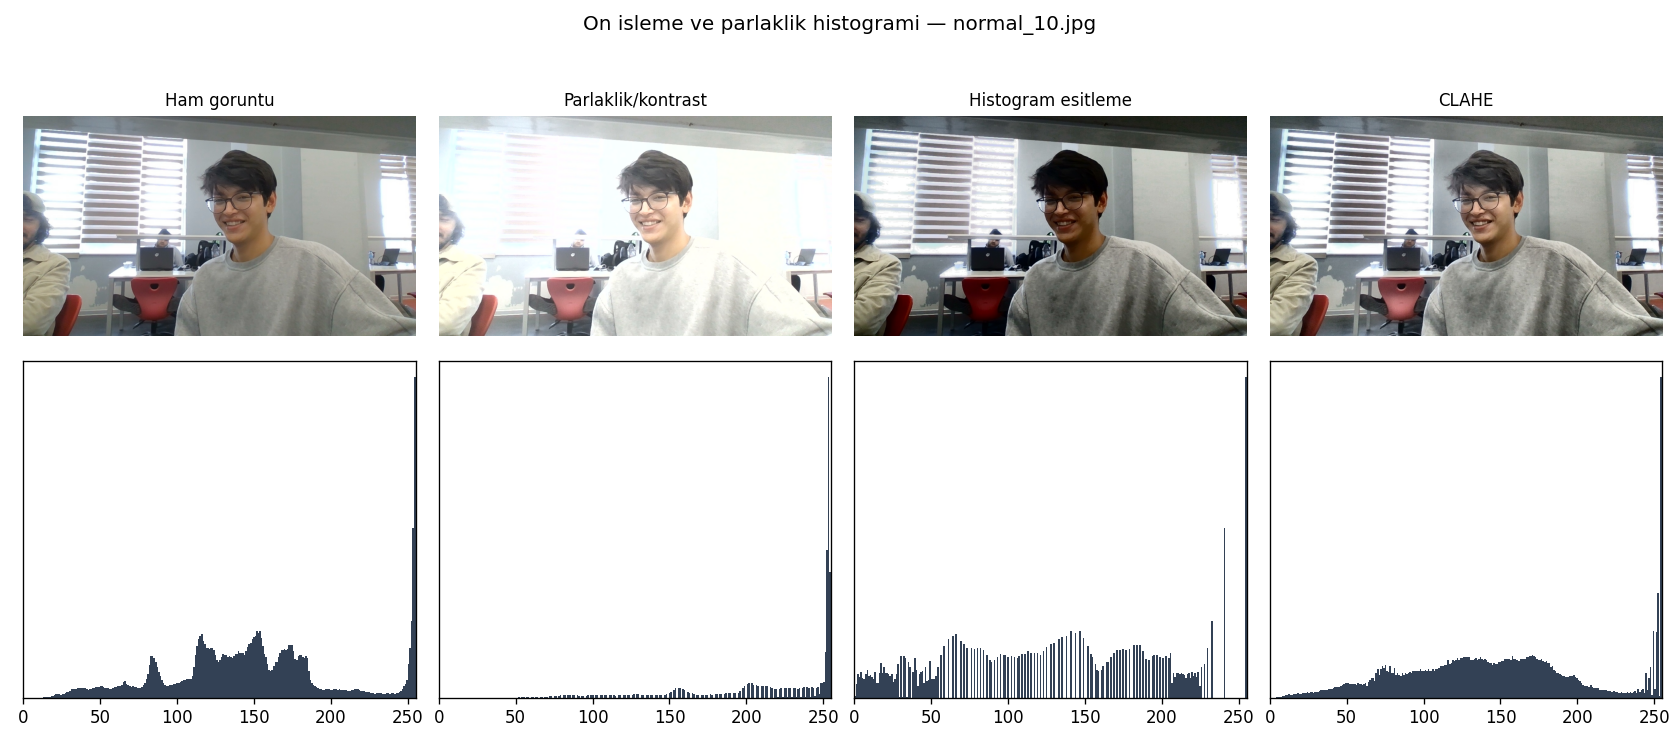 On isleme ve parlaklik histogrami — normal_10.jpg
Ham goruntu
Parlaklik/kontrast
Histogram esitleme
CLAHE
0 50 100 150 200 250
0 50 100 150 200 250
0 50 100 150 200 250
0 50 100 150 200 250